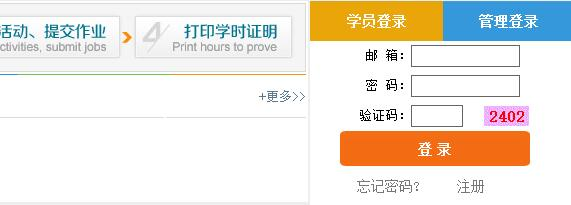 活动、提交作业
activities, submit jobs
4
打印学时证明
Print hours to prove
+更多>>
学员登录
管理登录
邮 箱：
密 码：
验证码：
2402
登 录
忘记密码？
注册